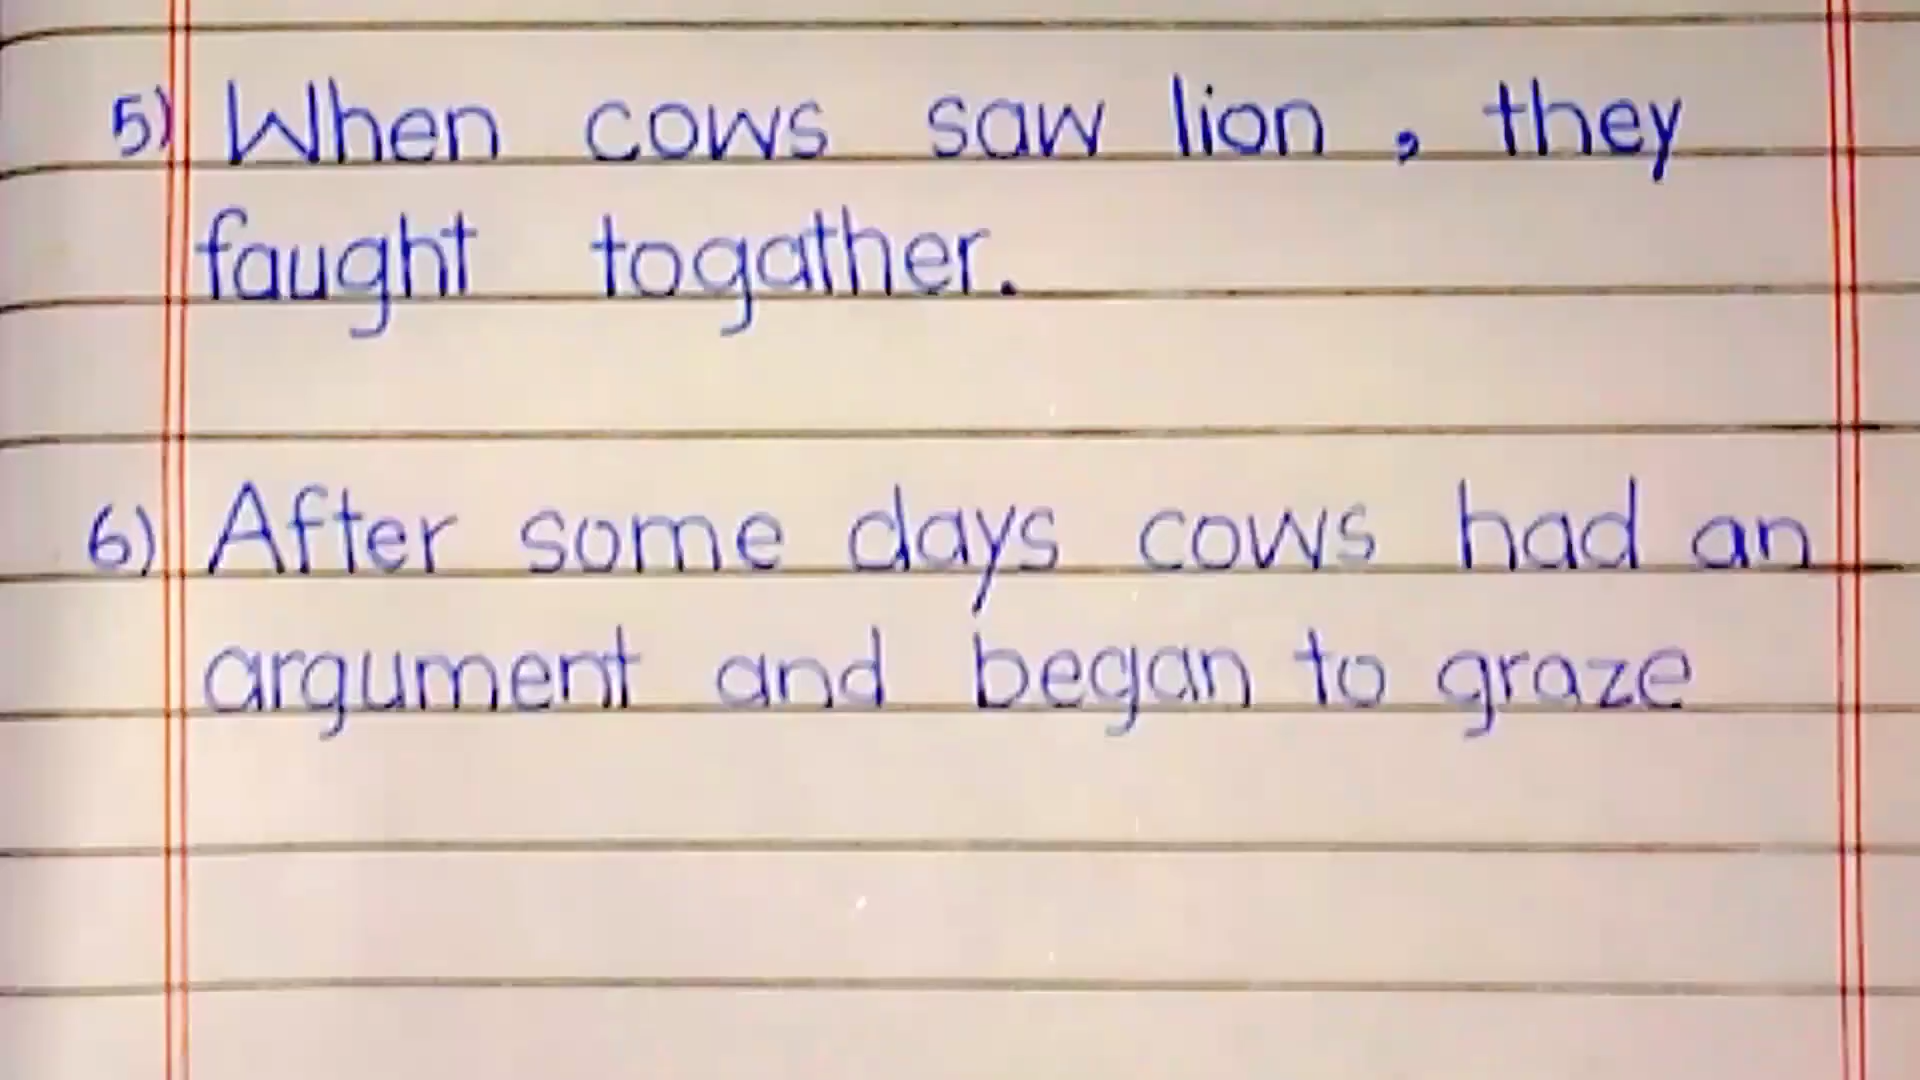 5) When cows saw lion , they
faught togather.
6) After some days cows had an
argument and began to graze